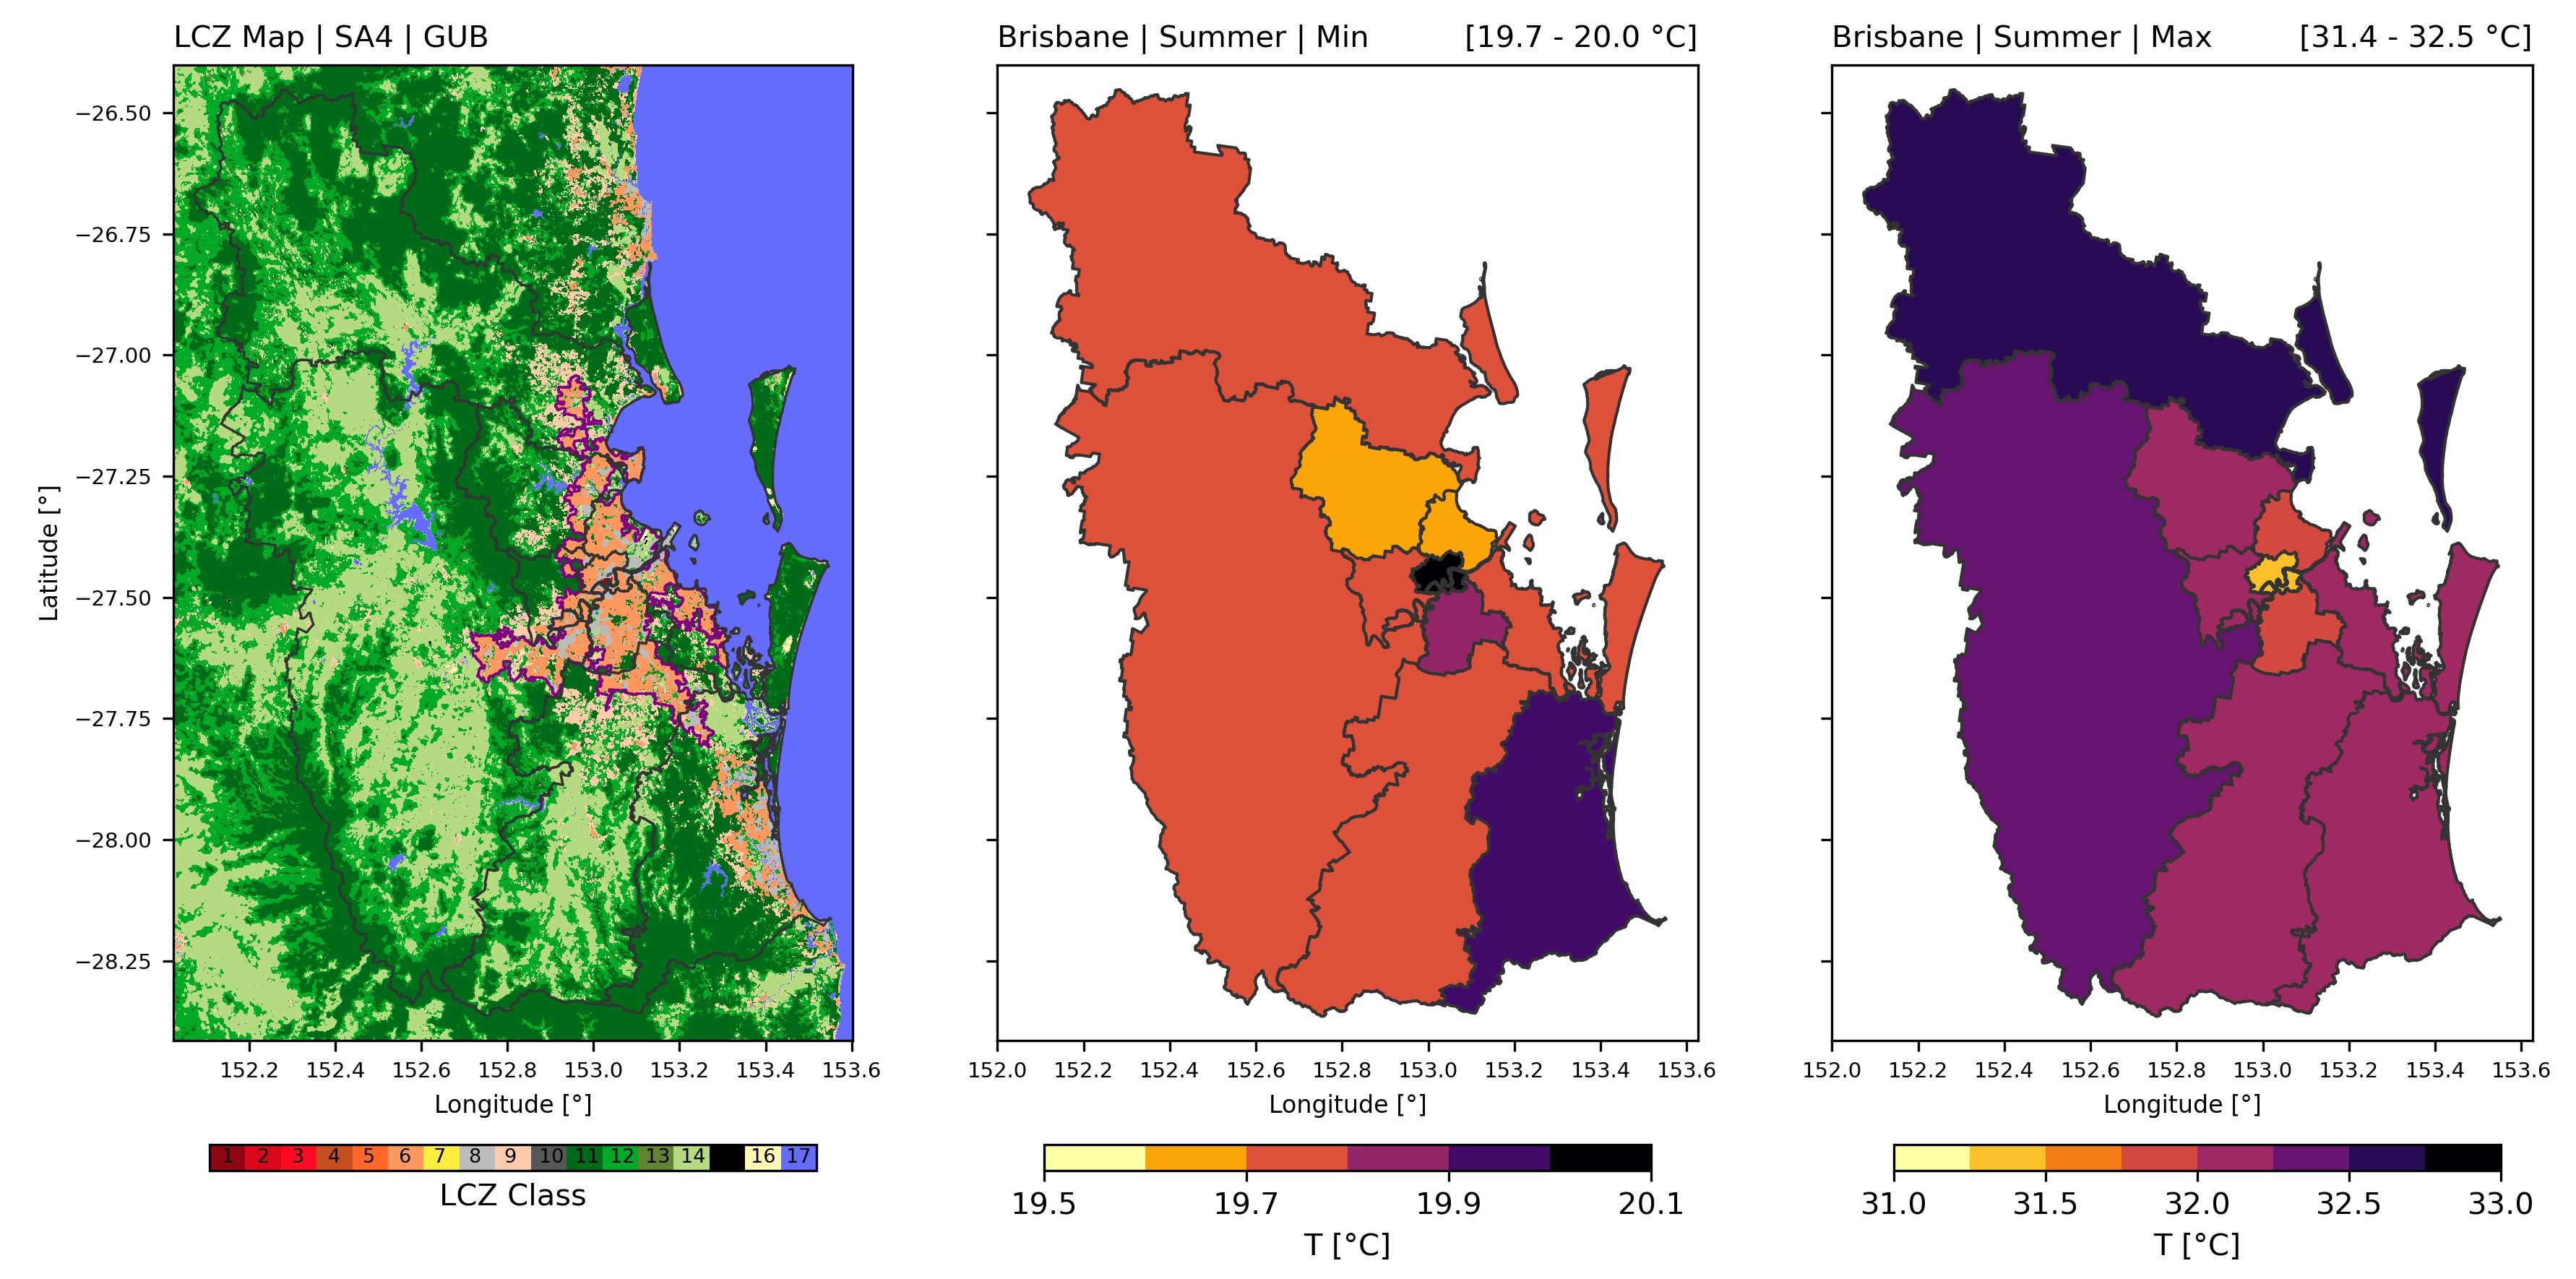 LCZ Map | SA4 | GUB
Brisbane | Summer | Min [19.7 - 20.0 °C]
Brisbane | Summer | Max [31.4 - 32.5 °C]
Latitude [°]
−26.50
−26.75
−27.00
−27.25
−27.50
−27.75
−28.00
−28.25
152.2 152.4 152.6 152.8 153.0 153.2 153.4 153.6
152.0 152.2 152.4 152.6 152.8 153.0 153.2 153.4 153.6
152.0 152.2 152.4 152.6 152.8 153.0 153.2 153.4 153.6
Longitude [°]
Longitude [°]
Longitude [°]
1 2 3 4 5 6 7 8 9 10 11 12 13 14 16 17
LCZ Class
19.5 19.7 19.9 20.1
T [°C]
31.0 31.5 32.0 32.5 33.0
T [°C]